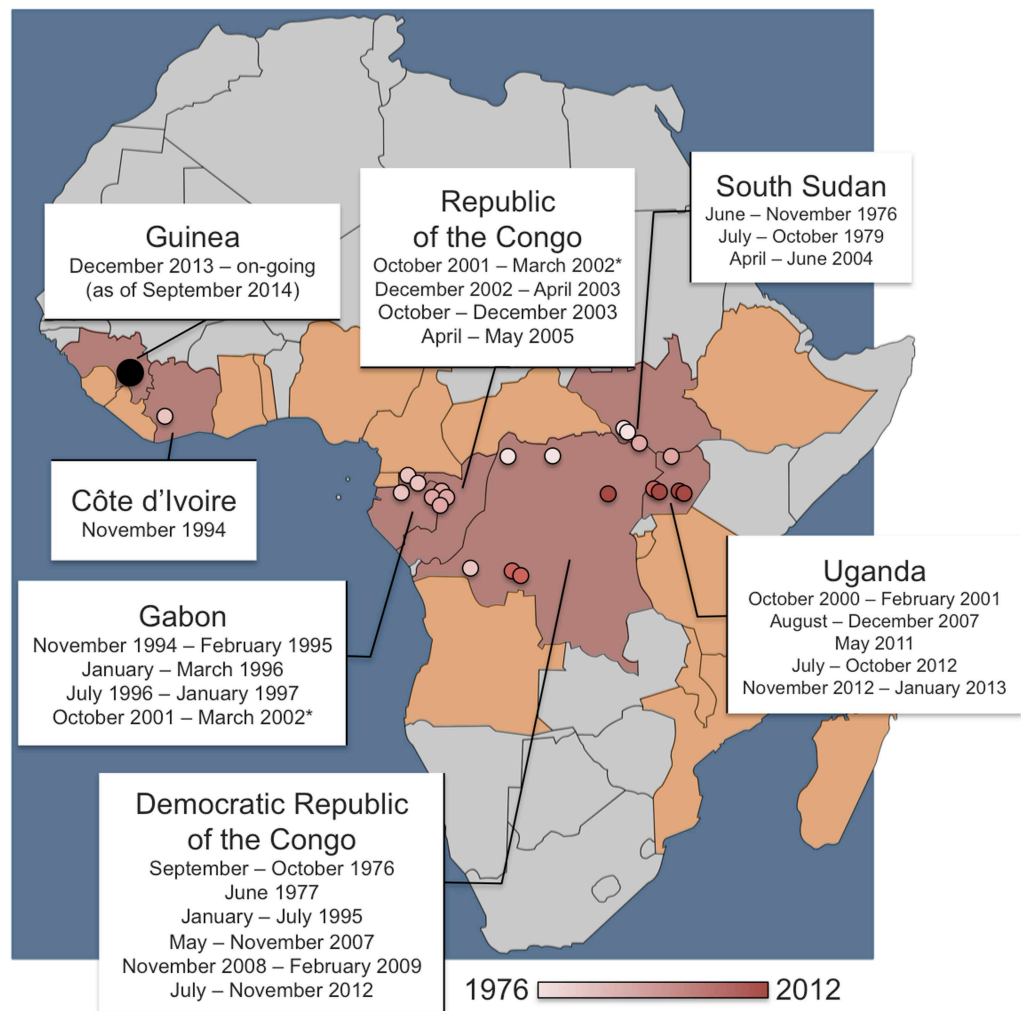 Guinea
December 2013 – on-going
(as of September 2014)
Republic
of the Congo
October 2001 – March 2002*
December 2002 – April 2003
October – December 2003
April – May 2005
South Sudan
June – November 1976
July – October 1979
April – June 2004
Côte d’Ivoire
November 1994
Gabon
November 1994 – February 1995
January – March 1996
July 1996 – January 1997
October 2001 – March 2002*
Uganda
October 2000 – February 2001
August – December 2007
May 2011
July – October 2012
November 2012 – January 2013
Democratic Republic
of the Congo
September – October 1976
June 1977
January – July 1995
May – November 2007
November 2008 – February 2009
July – November 2012
1976 2012